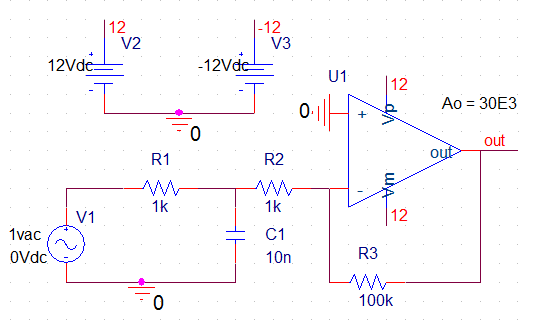 12
-12
V2
V3
12Vdc
-12Vdc
0
U1
12
Ao = 30E3
0
+
Vp
out
out
-
Vm
12
R1
R2
1k
1k
V1
1vac
0Vdc
C1
10n
R3
100k
0